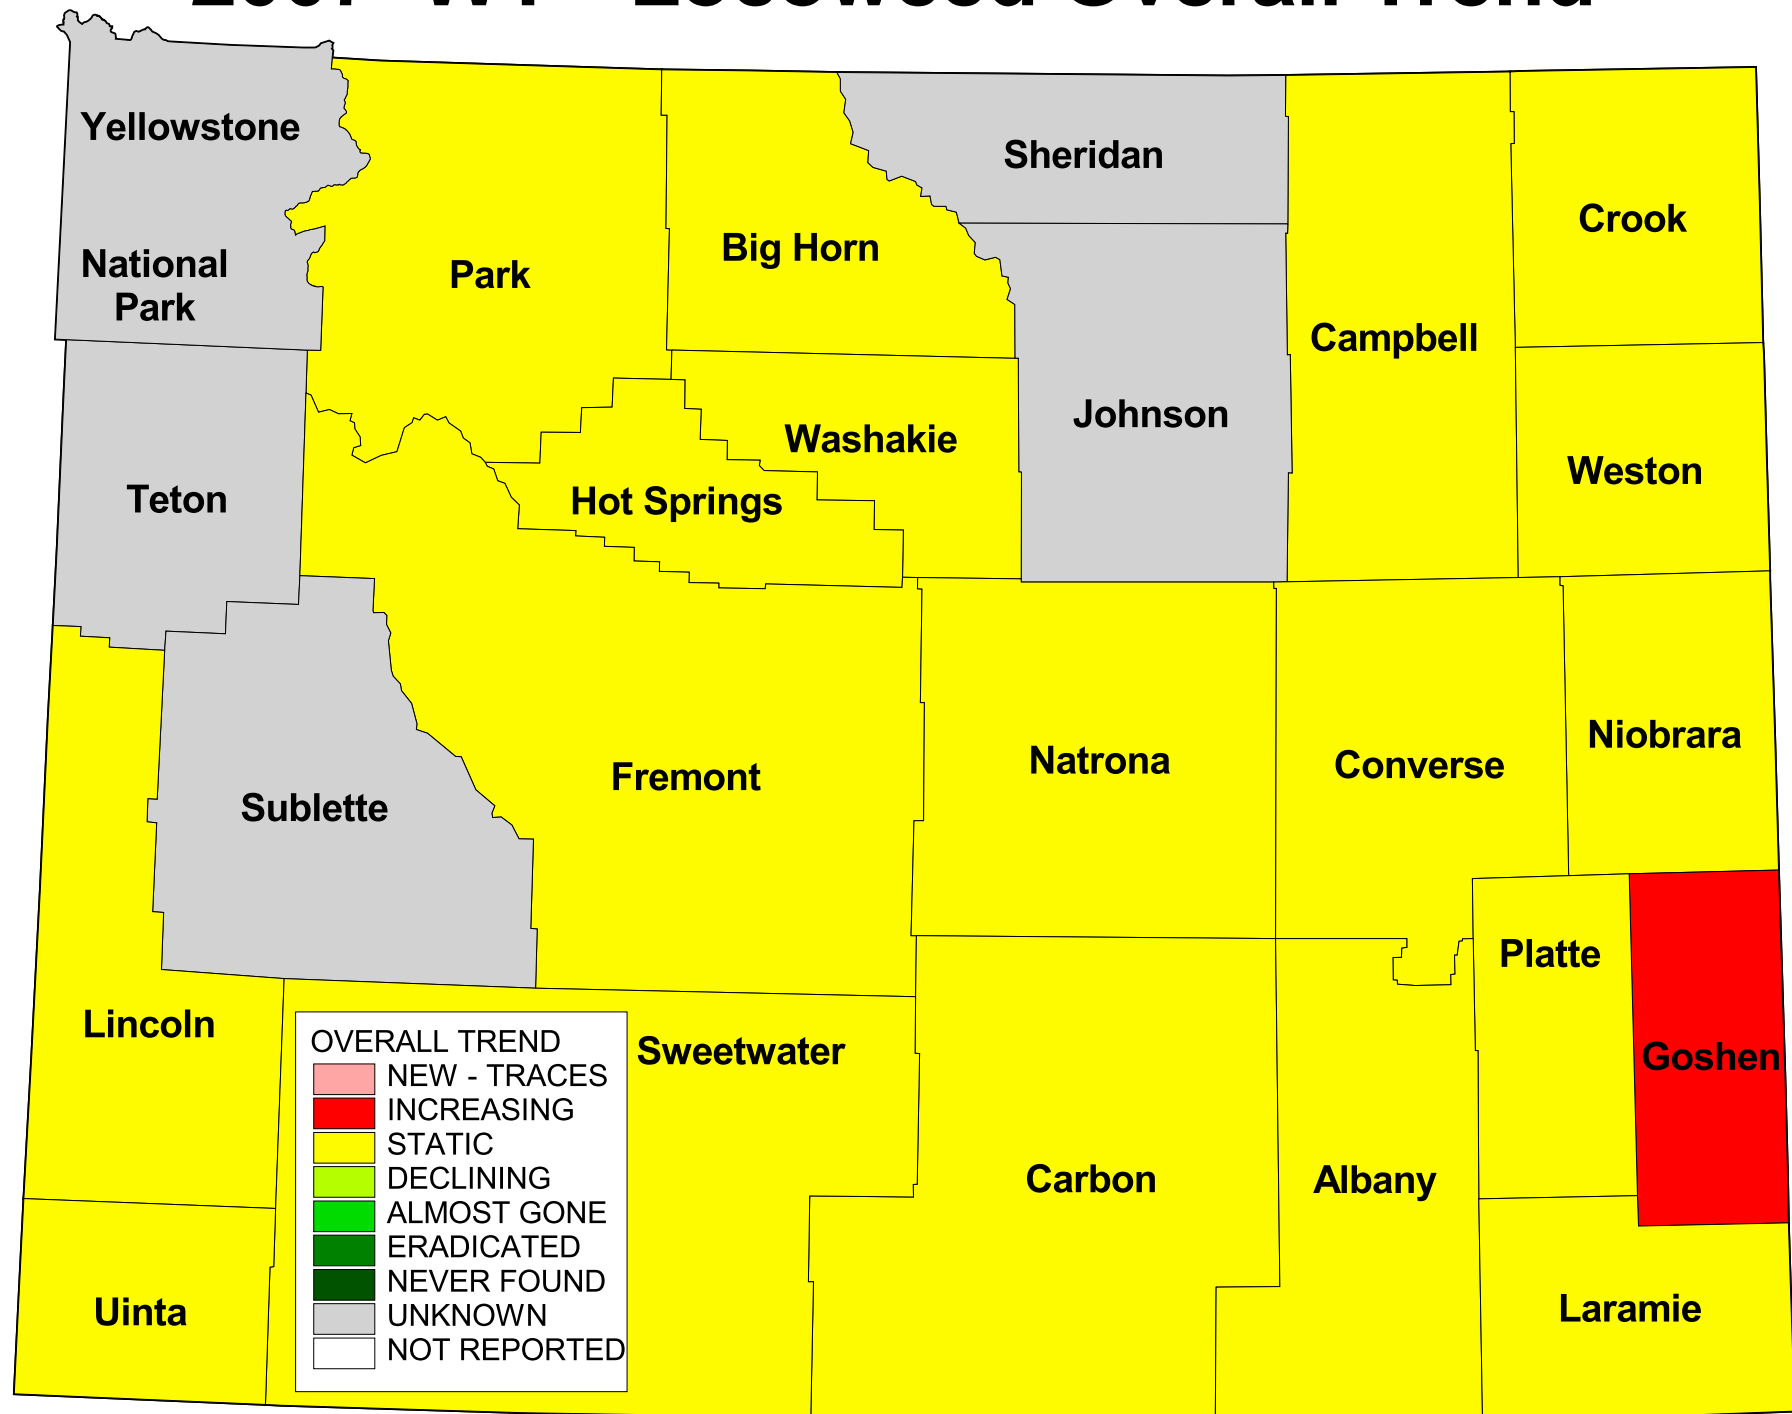 Yellowstone
National
Park
Park
Big Horn
Sheridan
Crook
Campbell
Johnson
Washakie
Weston
Teton
Hot Springs
Niobrara
Natrona
Converse
Fremont
Sublette
Platte
Lincoln
Sweetwater
Goshen
Carbon
Albany
Uinta
Laramie
OVERALL TREND
NEW - TRACES
INCREASING
STATIC
DECLINING
ALMOST GONE
ERADICATED
NEVER FOUND
UNKNOWN
NOT REPORTED